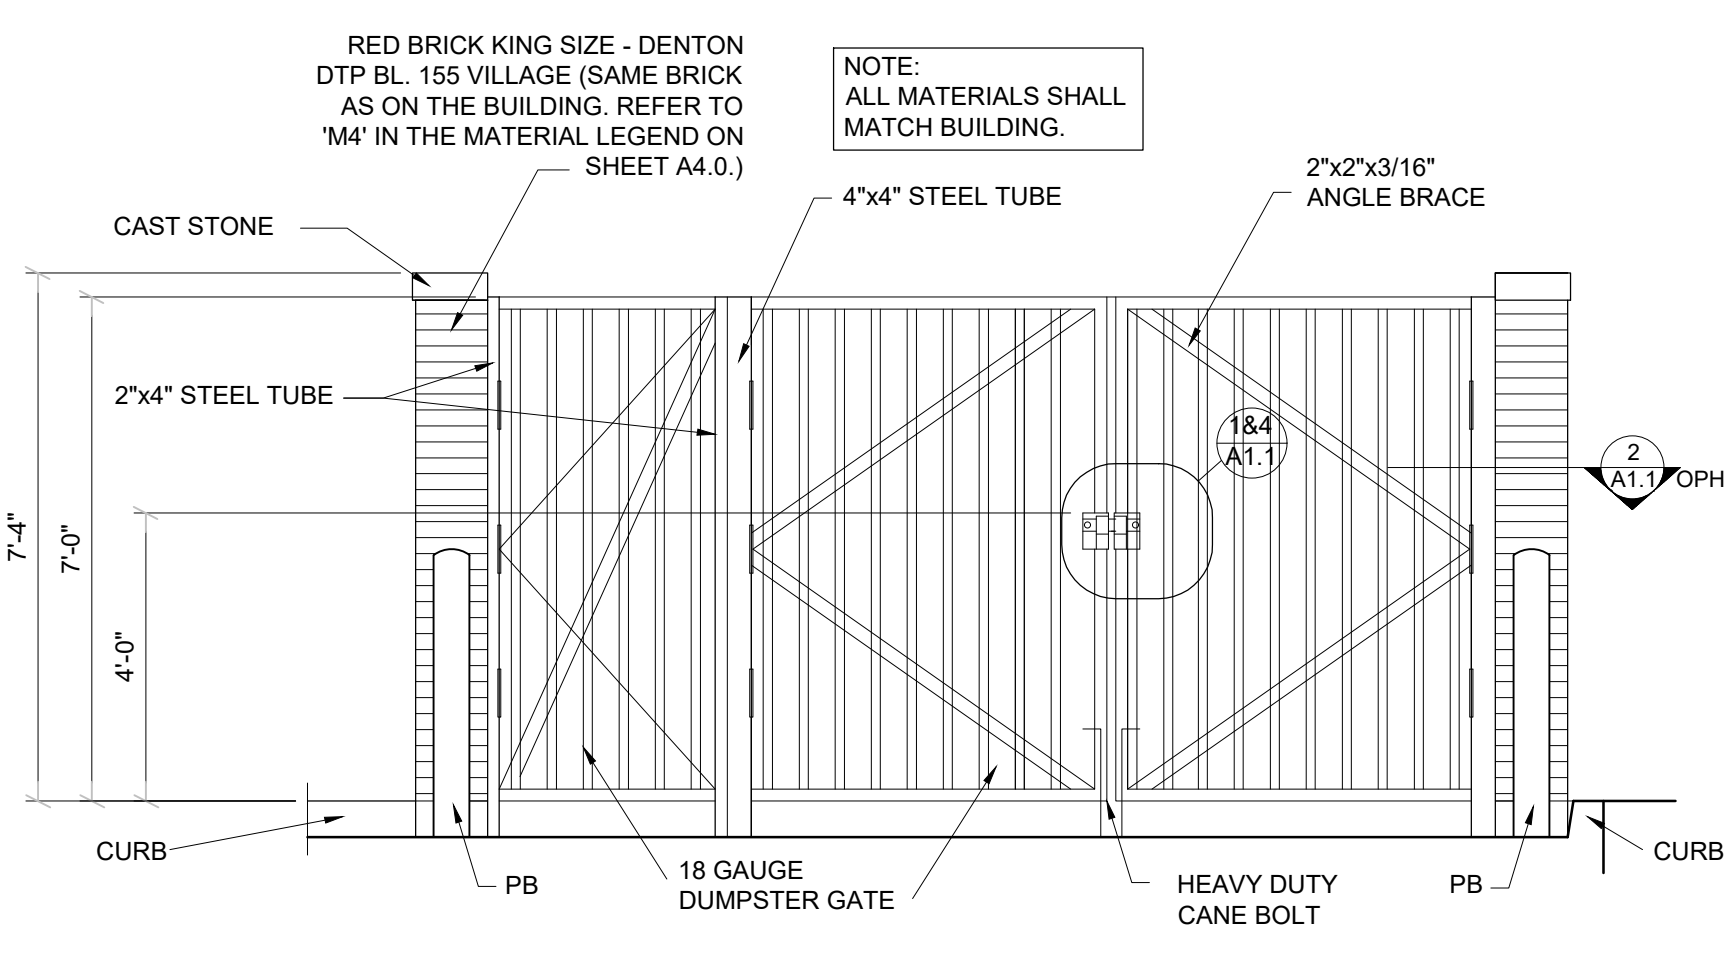 RED BRICK KING SIZE - DENTON
DTP BL. 155 VILLAGE (SAME BRICK
AS ON THE BUILDING. REFER TO
'M4' IN THE MATERIAL LEGEND ON
SHEET A4.0.)
NOTE:
ALL MATERIALS SHALL
MATCH BUILDING.
2"x2"x3/16"
ANGLE BRACE
4"x4" STEEL TUBE
CAST STONE
2"x4" STEEL TUBE
1&4
A1.1
2
A1.1
OPH
7'-4"
7'-0"
4'-0"
CURB
PB
18 GAUGE
DUMPSTER GATE
HEAVY DUTY
CANE BOLT
PB
CURB